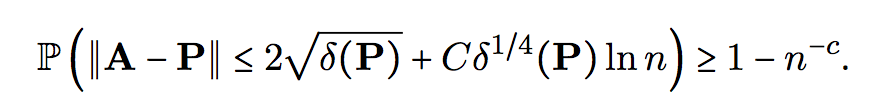 ℙ(‖A − P‖ ≤ 2√δ(P) + Cδ^{1/4}(P) ln n) ≥ 1 − n^{−c}.